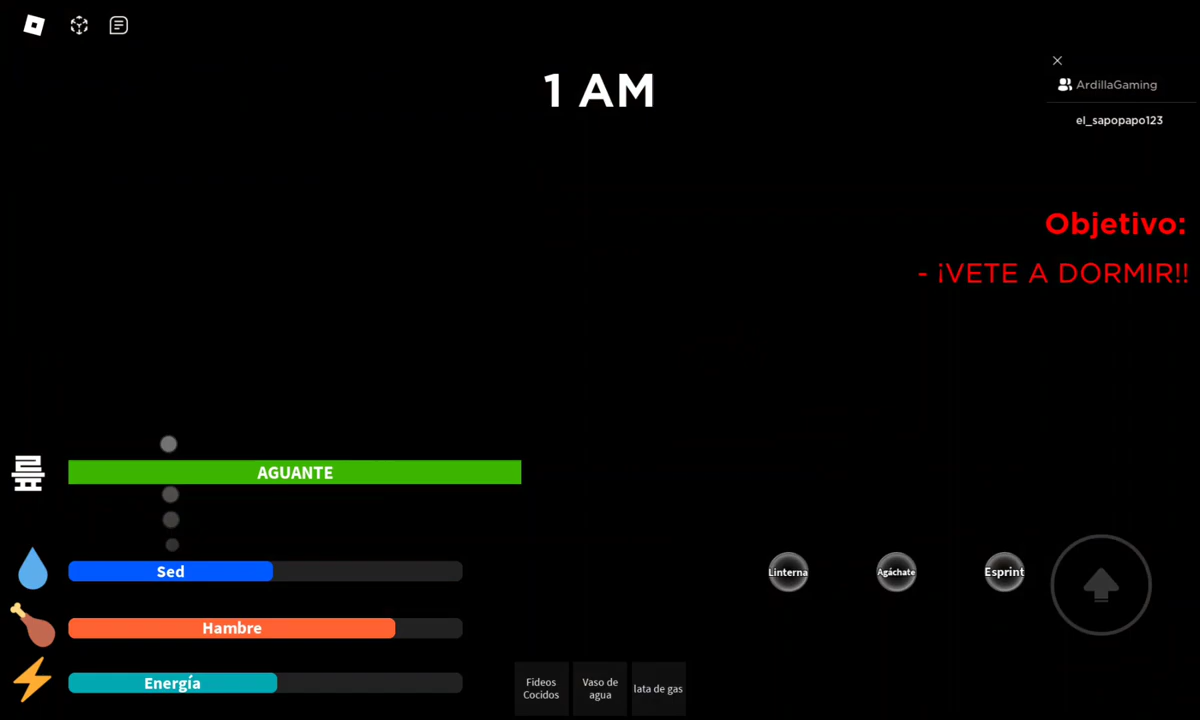 1 AM
ArdillaGaming
el_sapopapo123
Objetivo:
- ¡VETE A DORMIR!!
AGUANTE
Sed
Hambre
Energía
Linterna
Agáchate
Esprint
Fideos
Cocidos
Vaso de
agua
lata de gas